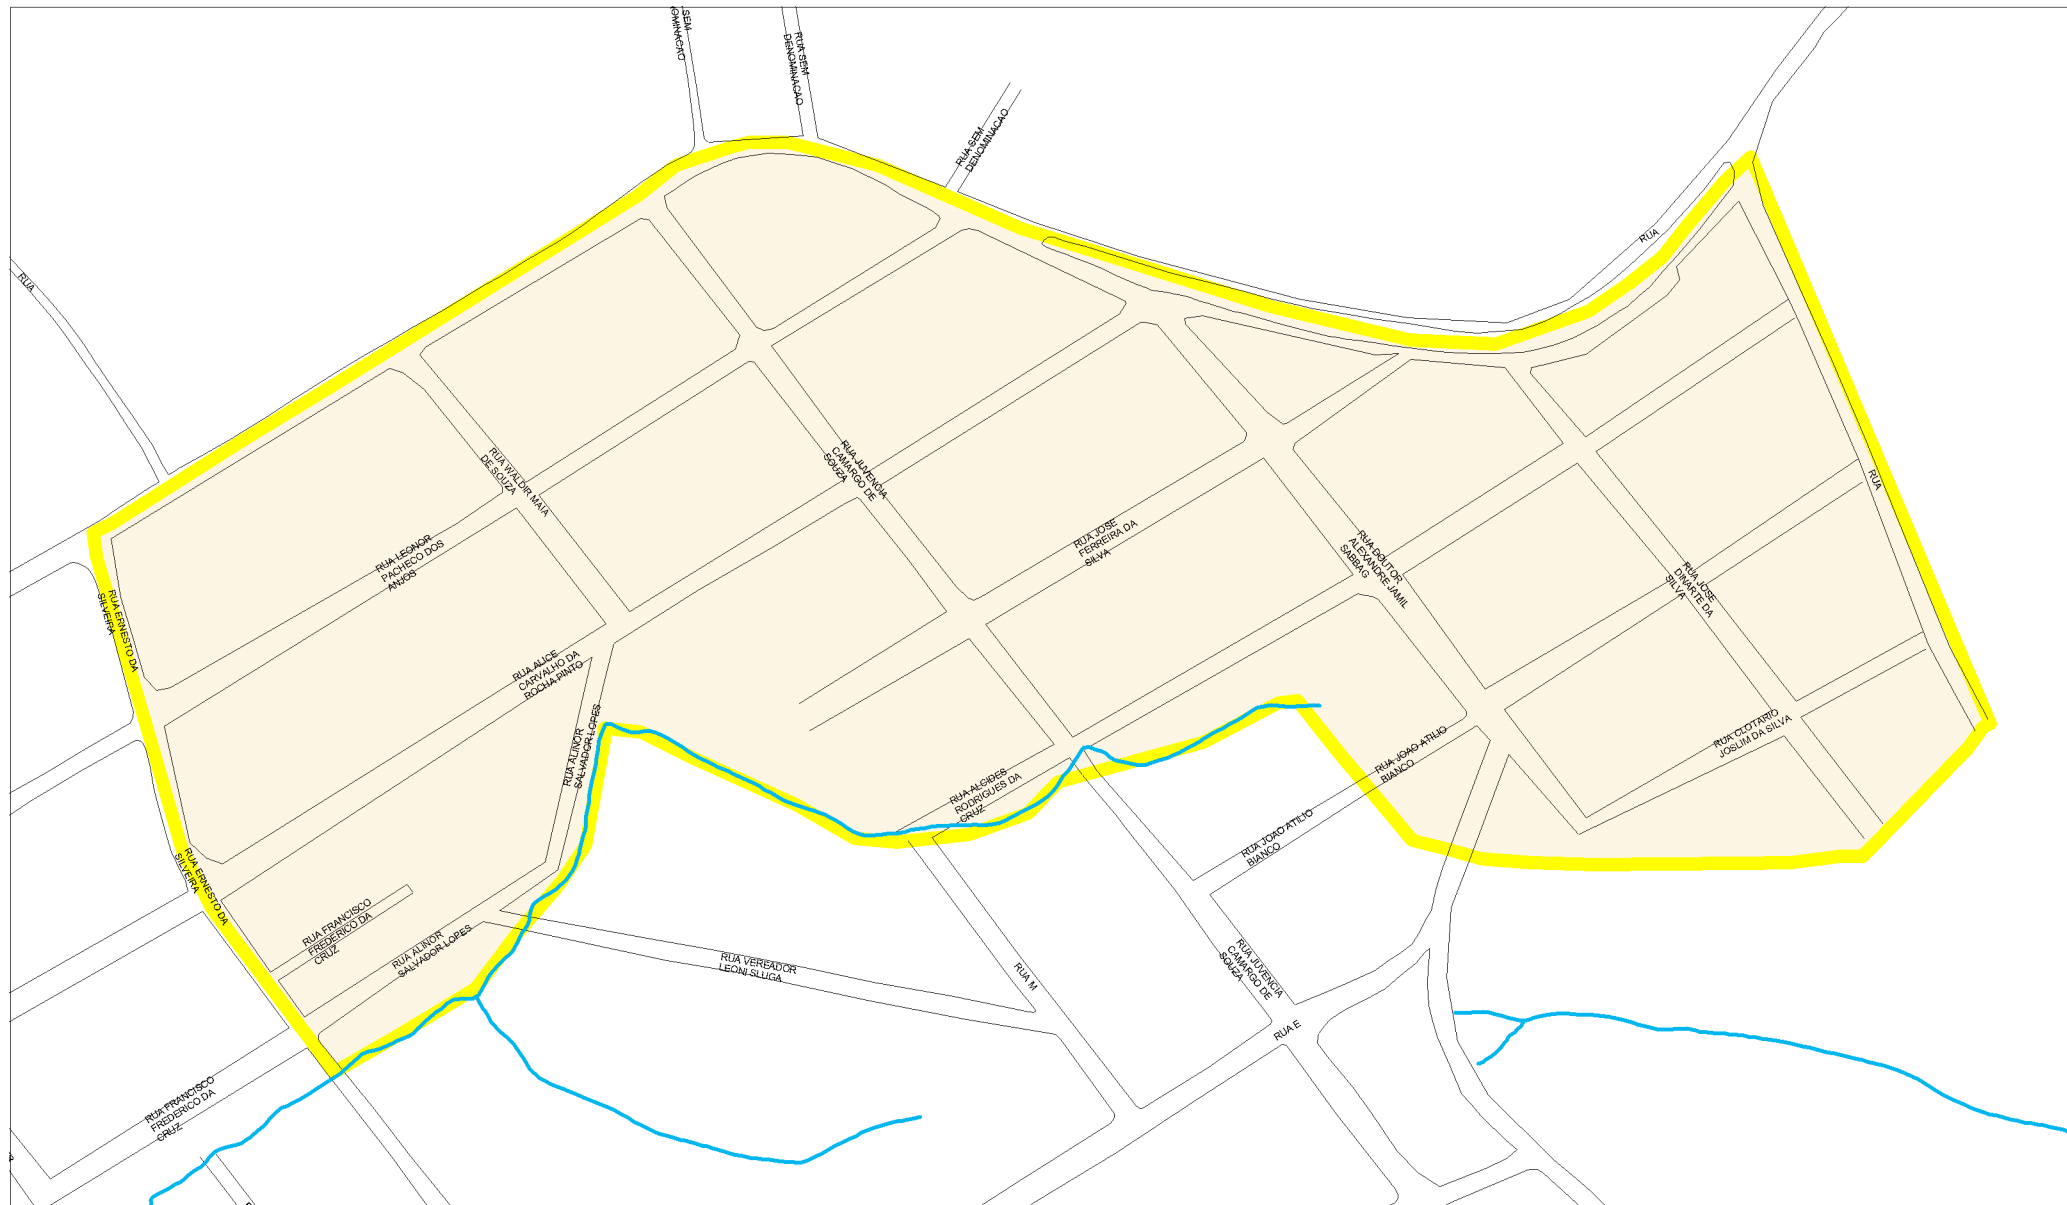 SEM
DENOMINACAO
RUA SEM
DENOMINACAO
RUA SEM
DENOMINACAO
RUA
RUA
RUA JUVENCIA
CAMARGO DE
SOUZA
RUA WALDIR MAIA
DE SOUZA
RUA
RUA LEONOR
PACHECO DOS
ANJOS
RUA JOSE
FERREIRA DA
SILVA
RUA DOUTOR
ALEXANDRE JAMIL
SABBAG
RUA JOSE
DINARTE DA
SILVA
RUA ERNESTO DA
SILVEIRA
RUA ALICE
CARVALHO DA
ROCHA PINTO
RUA ALINOR
SALVADOR LOPES
RUA CLOTARIO
JOSLIM DA SILVA
RUA JOAO ATILIO
BIANCO
RUA ALCIDES
RODRIGUES DA
CRUZ
RUA JOAO ATILIO
BIANCO
RUA ERNESTO DA
SILVEIRA
RUA FRANCISCO
FREDERICO DA
CRUZ
RUA ALINOR
SALVADOR LOPES
RUA VEREADOR
LEONI SLUGA
RUA M
RUA JUVENCIA
CAMARGO DE
SOUZA
RUA E
RUA FRANCISCO
FREDERICO DA
CRUZ